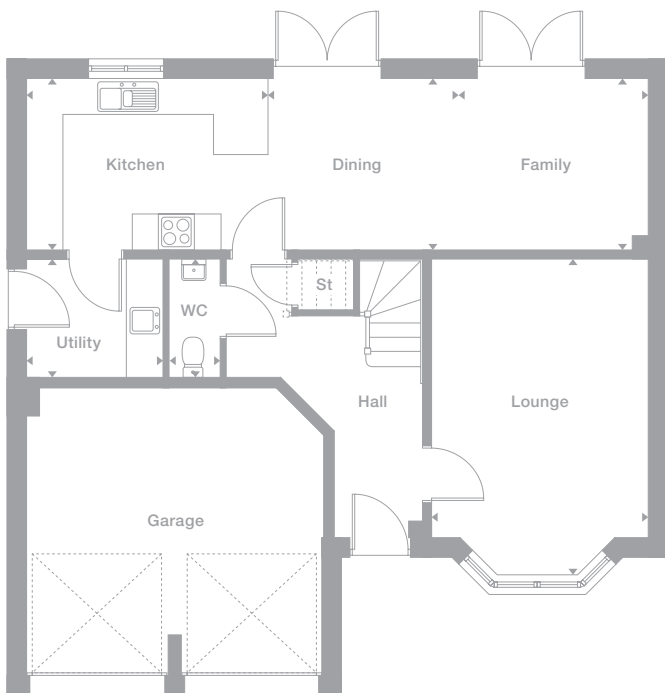 Kitchen
Dining
Family
St
WC
Utility
Hall
Lounge
Garage